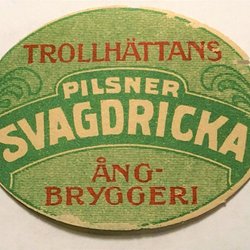 TROLLHÄTTANS
PILSNER
SVAGDRICKA
ÅNG-
BRYGGERI